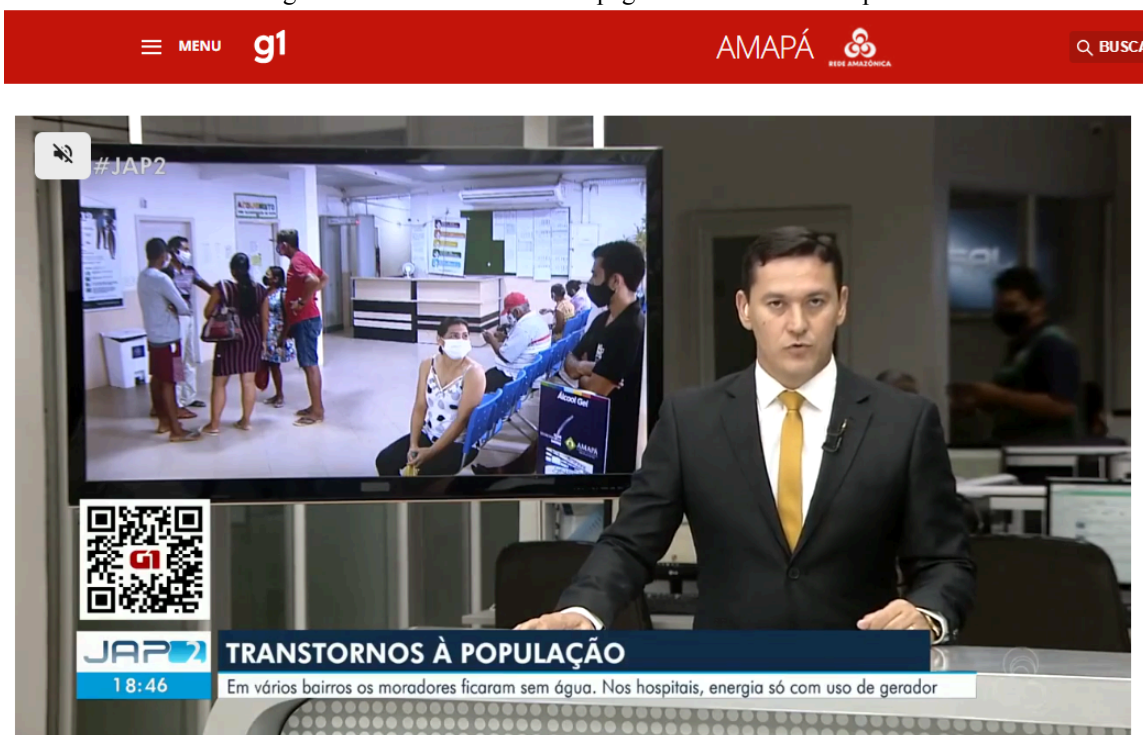 MENU
g1
AMAPÁ
REDE AMAZÔNICA
BUSCA
#JAP2
Álcool Gel
AMAPÁ
G1
JAP2
TRANSTORNOS À POPULAÇÃO
18:46
Em vários bairros os moradores ficaram sem água. Nos hospitais, energia só com uso de gerador